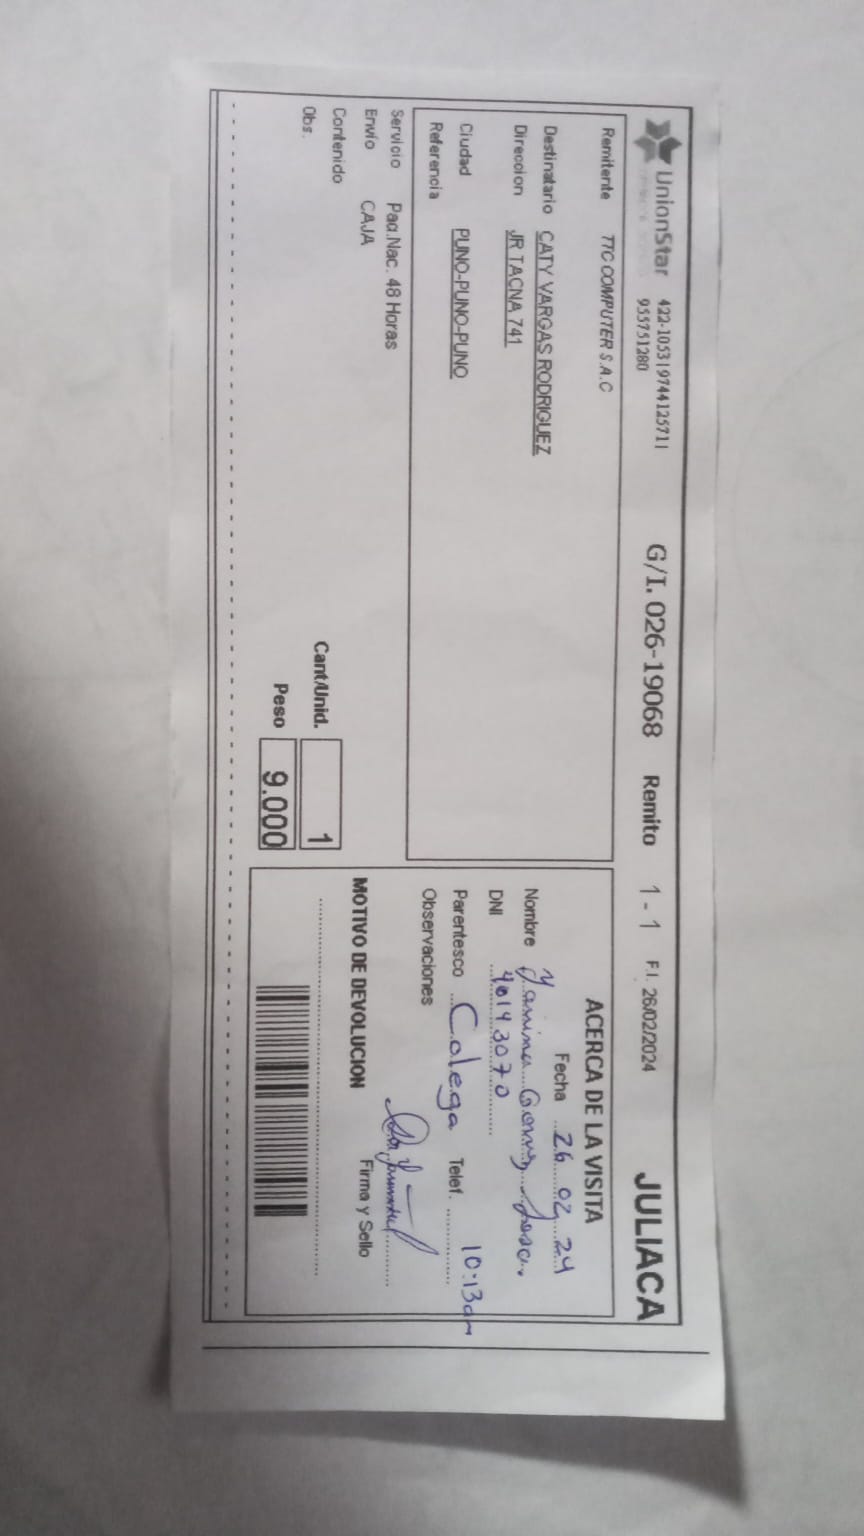 UnionStar 422-1053 | 974412571 | G/I. 026-19068 Remito 1 - 1 F.I. 26/02/2024 JULIACA
955751280
Remitente TTC COMPUTER S.A.C
Destinatario CATY VARGAS RODRIGUEZ
Direccion JR TACNA 741
Ciudad PUNO-PUNO-PUNO
Referencia
Servicio Paq.Nac. 48 Horas
Envío CAJA
Contenido
Obs.
Cant/Unid. 1
Peso 9.000
ACERCA DE LA VISITA
Fecha 26 02 24
Nombre Yanina
DNI 40143070
Parentesco Colega Telef. 10:13am
Observaciones
Firma y Sello
MOTIVO DE DEVOLUCION